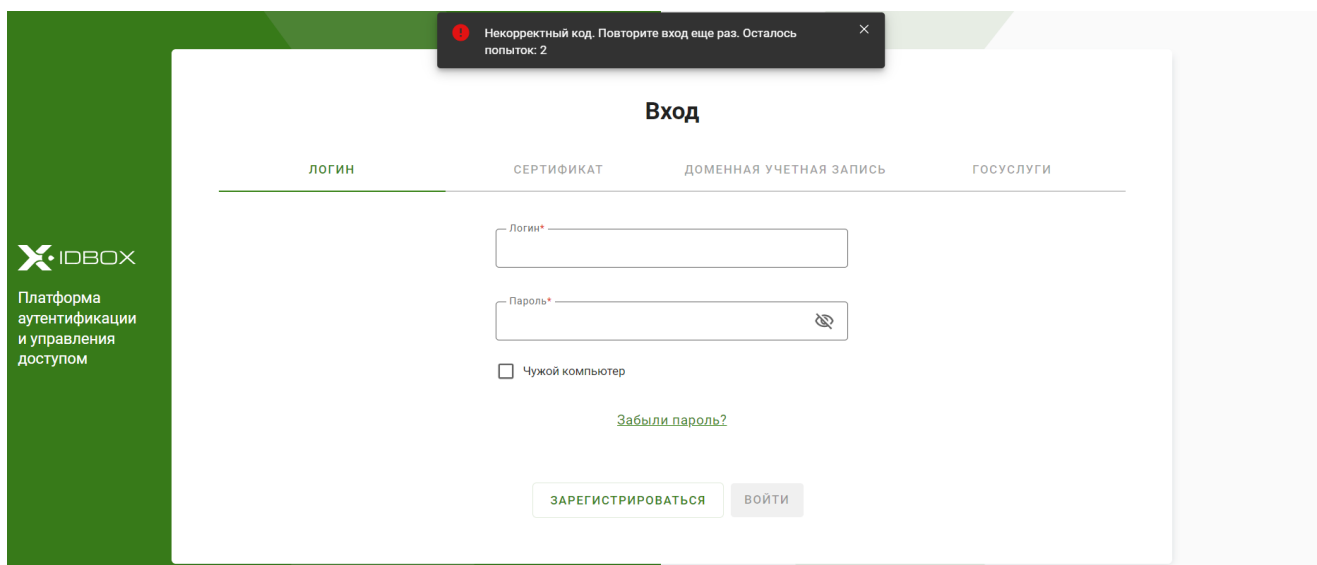 Некорректный код. Повторите вход еще раз. Осталось
попыток: 2
Вход
ЛОГИН
СЕРТИФИКАТ
ДОМЕННАЯ УЧЕТНАЯ ЗАПИСЬ
ГОСУСЛУГИ
IDBOX
Платформа
аутентификации
и управления
доступом
Логин*
Пароль*
Чужой компьютер
Забыли пароль?
ЗАРЕГИСТРИРОВАТЬСЯ
ВОЙТИ